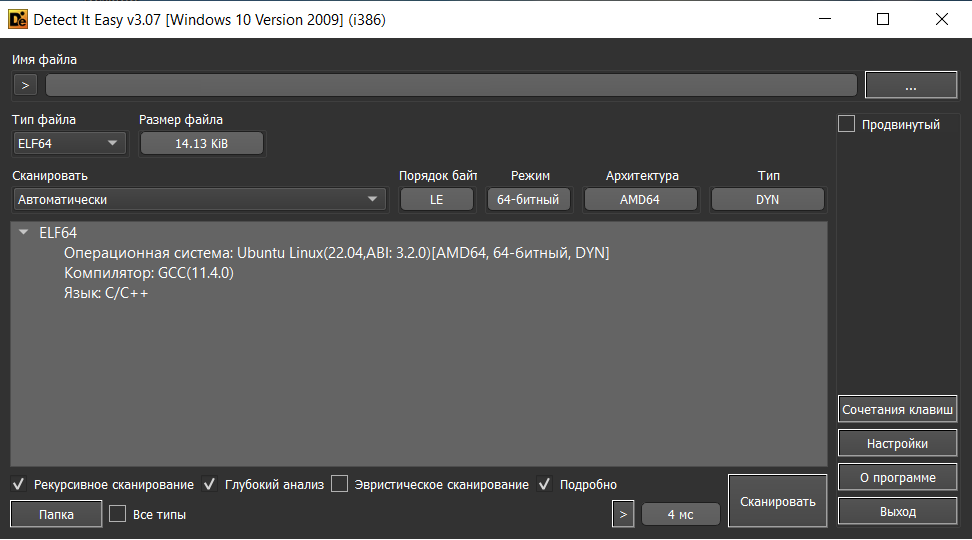 Detect It Easy v3.07 [Windows 10 Version 2009] (i386)
Имя файла
>
...
Тип файла Размер файла
ELF64 14.13 KiB
Продвинутый
Сканировать Порядок байт Режим Архитектура Тип
Автоматически LE 64-битный AMD64 DYN
ELF64
Операционная система: Ubuntu Linux(22.04,ABI: 3.2.0)[AMD64, 64-битный, DYN]
Компилятор: GCC(11.4.0)
Язык: C/C++
Сочетания клавиш
Настройки
О программе
Выход
Рекурсивное сканирование Глубокий анализ Эвристическое сканирование Подробно
Сканировать
Папка Все типы > 4 мс